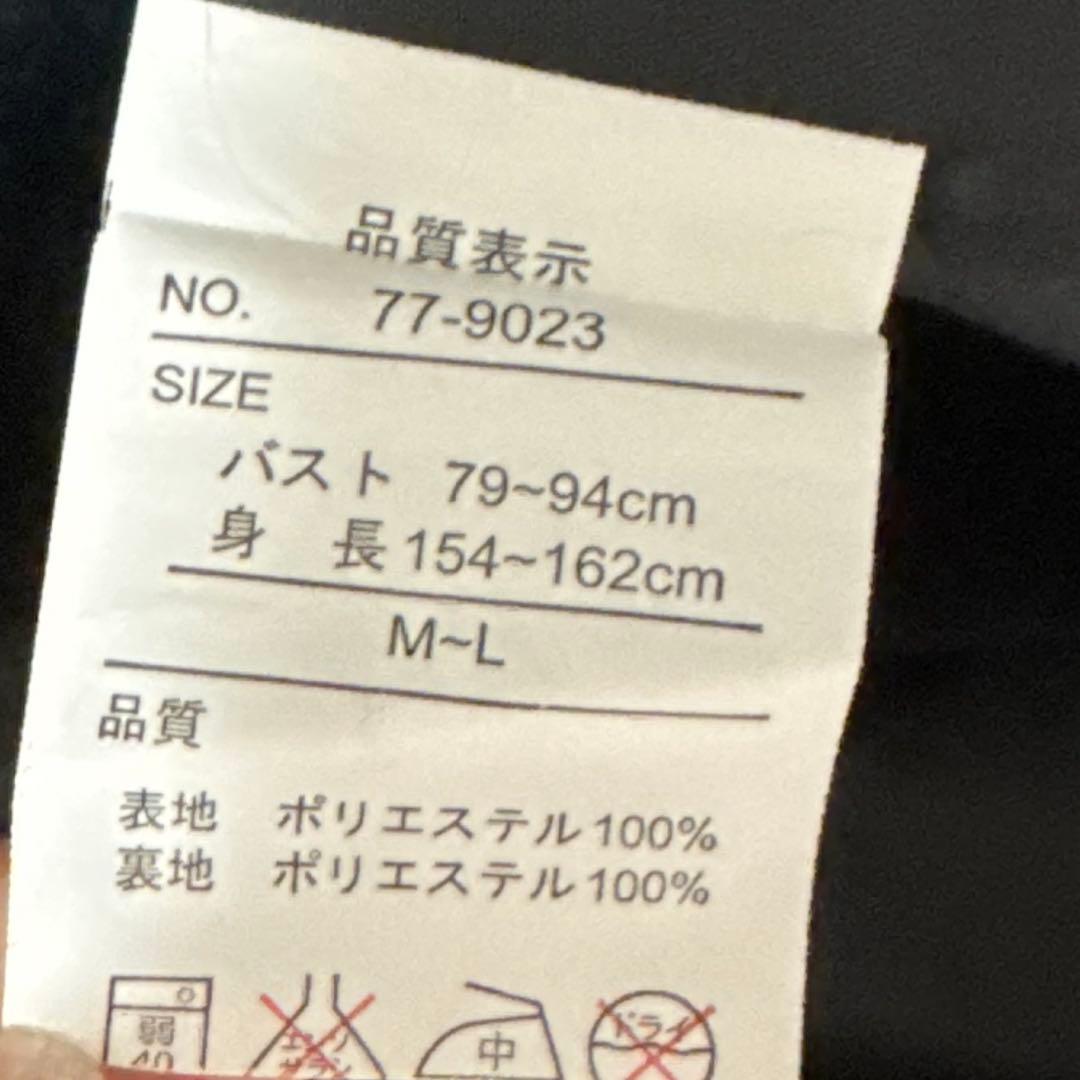 品質表示
NO. 77-9023
SIZE
バスト 79~94cm
身 長 154~162cm
M~L
品質
表地 ポリエステル100%
裏地 ポリエステル100%
弱 中 ドライ
40